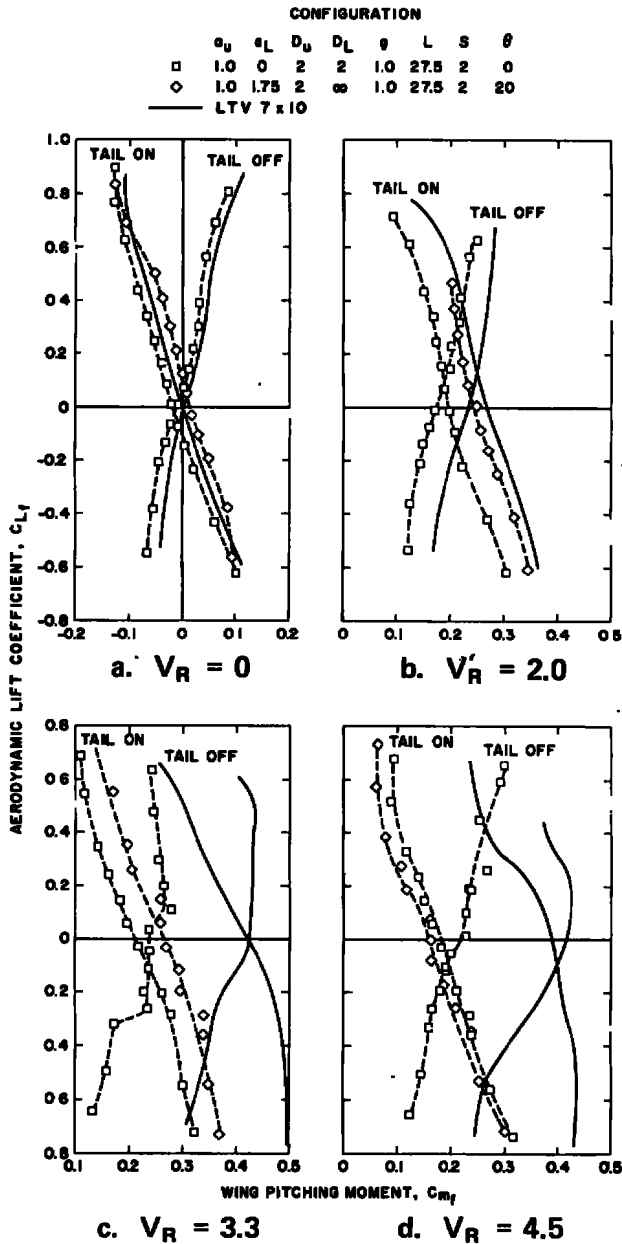 CONFIGURATION
a_u a_L D_u D_L g L S θ
□ 1.0 0 2 2 1.0 27.5 2 0
◇ 1.0 1.75 2 ∞ 1.0 27.5 2 20
—— LTV 7 x 10
AERODYNAMIC LIFT COEFFICIENT, C_Lf
1.0
0.8
0.6
0.4
0.2
0
-0.2
-0.4
-0.6
-0.8
TAIL ON
TAIL OFF
-0.2 -0.1 0 0.1 0.2
a. V_R = 0
TAIL ON
TAIL OFF
0 0.1 0.2 0.3 0.4 0.5
b. V_R = 2.0
0.8
0.6
0.4
0.2
0
0.2
0.4
0.6
0.8
TAIL ON
TAIL OFF
0.1 0.2 0.3 0.4 0.5
TAIL ON
TAIL OFF
0 0.1 0.2 0.3 0.4 0.5
WING PITCHING MOMENT, C_mf
c. V_R = 3.3
d. V_R = 4.5